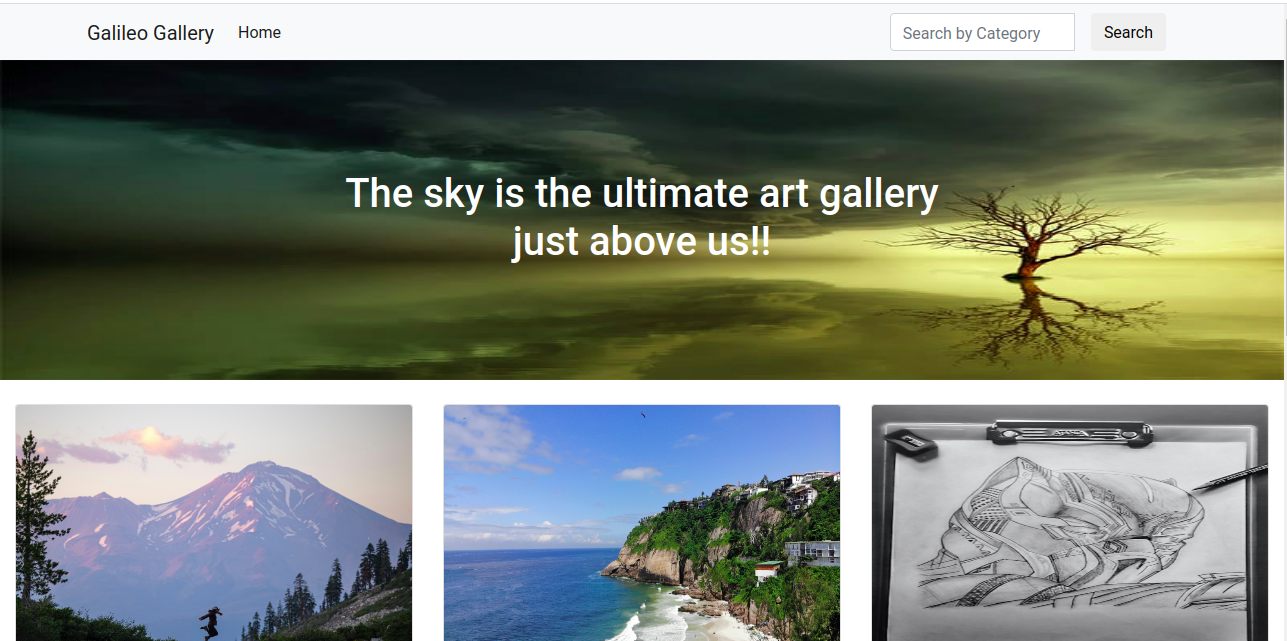 Galileo Gallery Home Search by Category Search
The sky is the ultimate art gallery
just above us!!